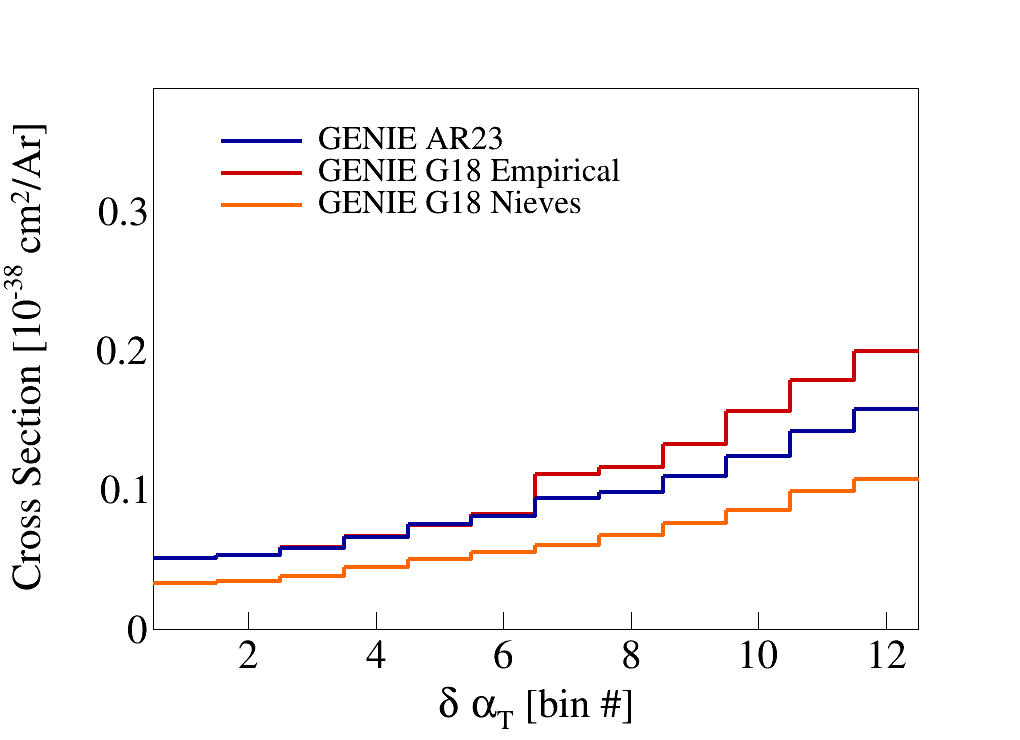 GENIE AR23
GENIE G18 Empirical
GENIE G18 Nieves
Cross Section [10⁻³⁸ cm²/Ar]
0.3
0.2
0.1
0
2 4 6 8 10 12
δ α_T [bin #]